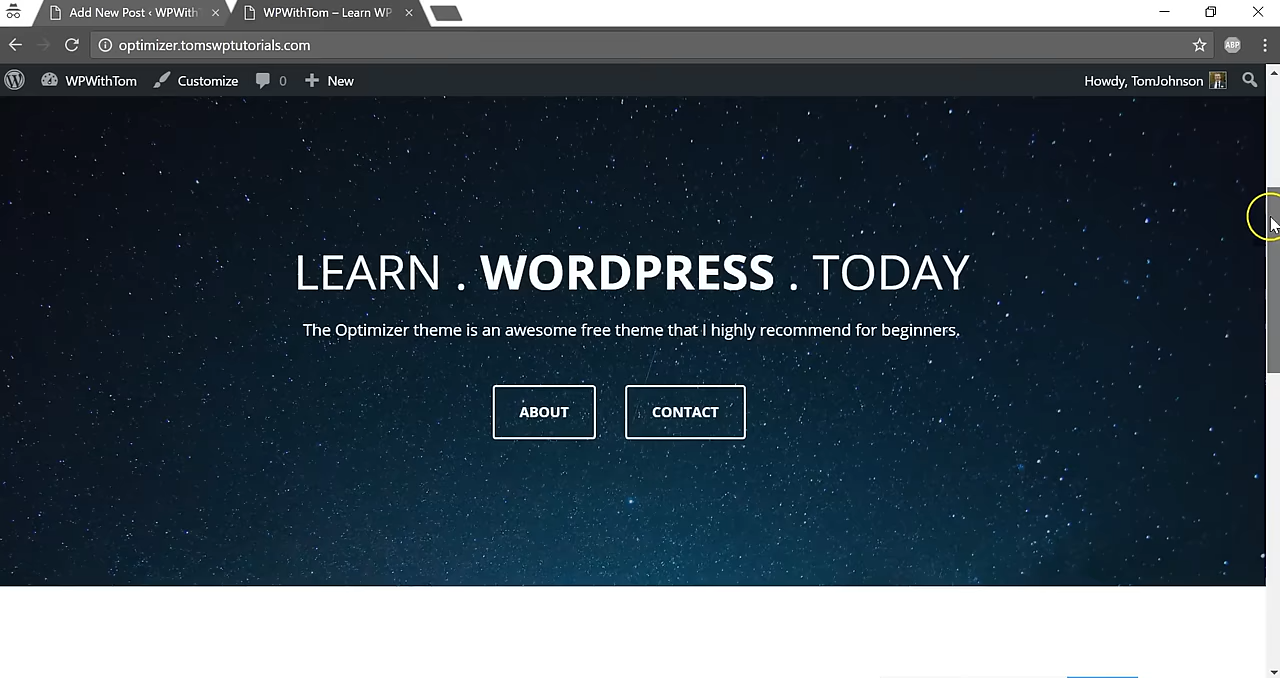 Add New Post ‹ WPWith
WPWithTom – Learn WP
optimizer.tomswptutorials.com
ABP
WPWithTom
Customize
0
New
Howdy, TomJohnson
LEARN . WORDPRESS . TODAY
The Optimizer theme is an awesome free theme that I highly recommend for beginners.
ABOUT
CONTACT